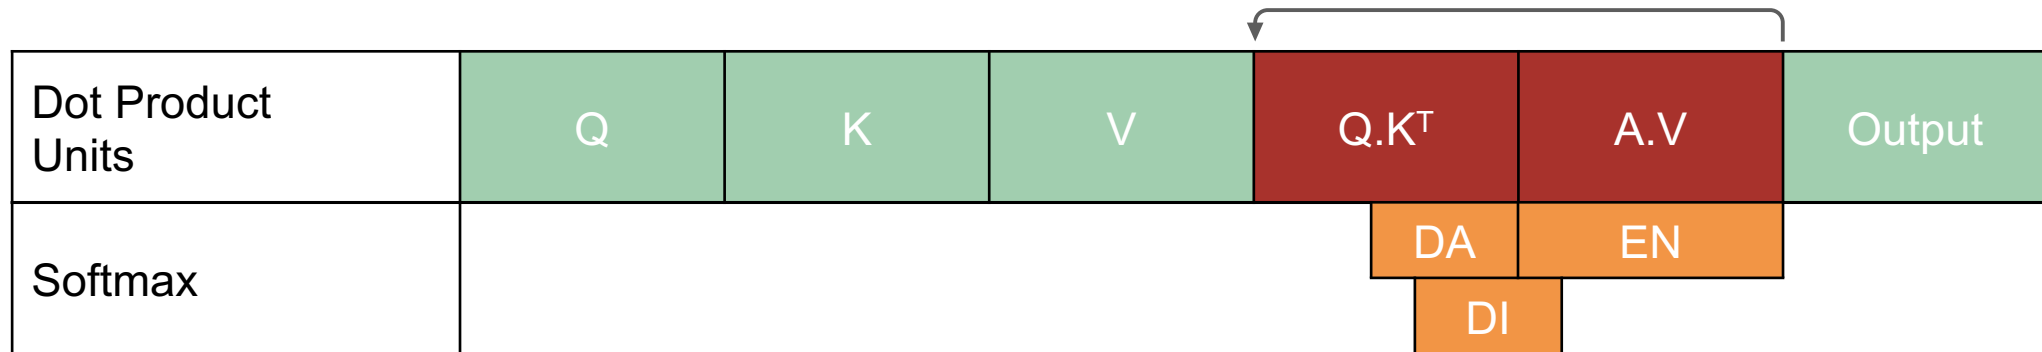 Dot Product
Units
Q
K
V
Q.Kᵀ
A.V
Output
Softmax
DA
EN
DI